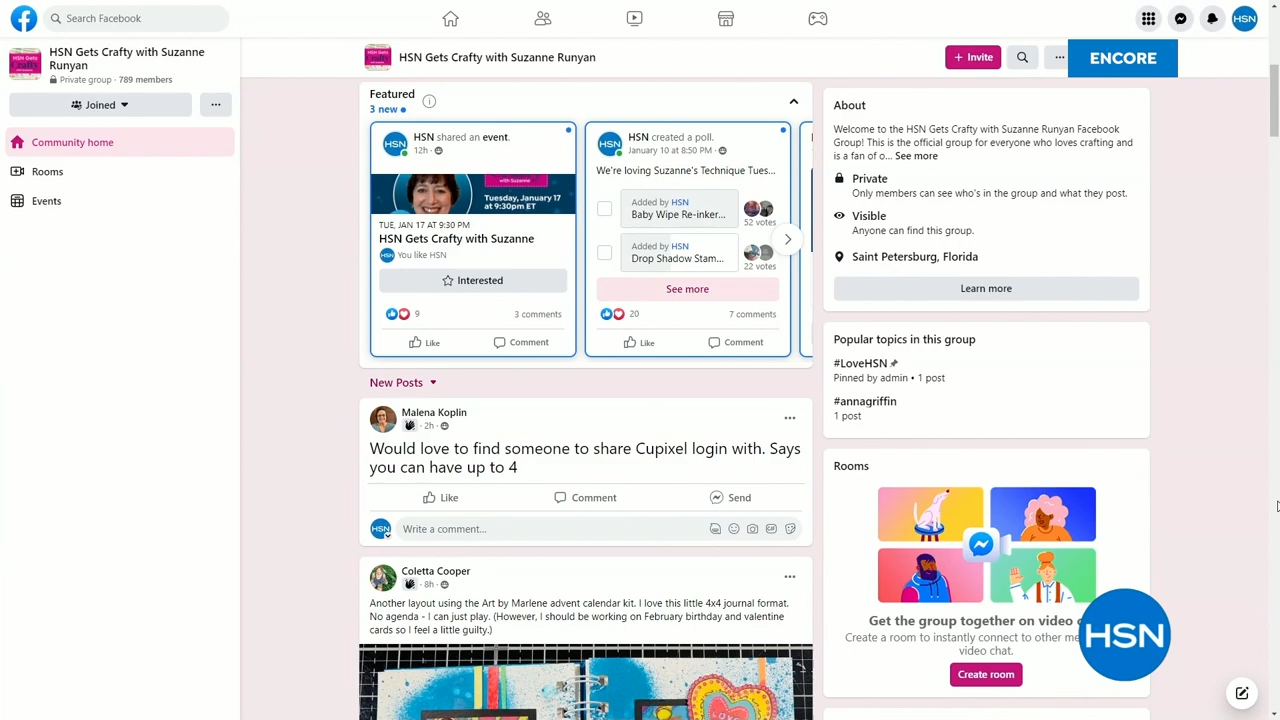 Search Facebook
HSN
HSN Gets Crafty with Suzanne
Runyan
Private group · 789 members
Joined
Community home
Rooms
Events
HSN Gets Crafty with Suzanne Runyan
+ Invite
ENCORE
Featured
3 new
HSN shared an event.
12h
with Suzanne
Tuesday, January 17
at 9:30pm ET
TUE, JAN 17 AT 9:30 PM
HSN Gets Crafty with Suzanne
You like HSN
Interested
9
3 comments
Like
Comment
HSN created a poll.
January 10 at 8:50 PM
We're loving Suzanne's Technique Tues...
Added by HSN
Baby Wipe Re-inker...
52 votes
Added by HSN
Drop Shadow Stam...
22 votes
See more
20
7 comments
Like
Comment
New Posts
Malena Koplin
2h
Would love to find someone to share Cupixel login with. Says
you can have up to 4
Like
Comment
Send
HSN
Write a comment...
GIF
Coletta Cooper
8h
Another layout using the Art by Marlene advent calendar kit. I love this little 4x4 journal format.
No agenda - I can just play. (However, I should be working on February birthday and valentine
cards so I feel a little guilty.)
About
Welcome to the HSN Gets Crafty with Suzanne Runyan Facebook
Group! This is the official group for everyone who loves crafting and
is a fan of o... See more
Private
Only members can see who's in the group and what they post.
Visible
Anyone can find this group.
Saint Petersburg, Florida
Learn more
Popular topics in this group
#LoveHSN
Pinned by admin • 1 post
#annagriffin
1 post
Rooms
Get the group together on video c
Create a room to instantly connect to other me
video chat.
Create room
HSN